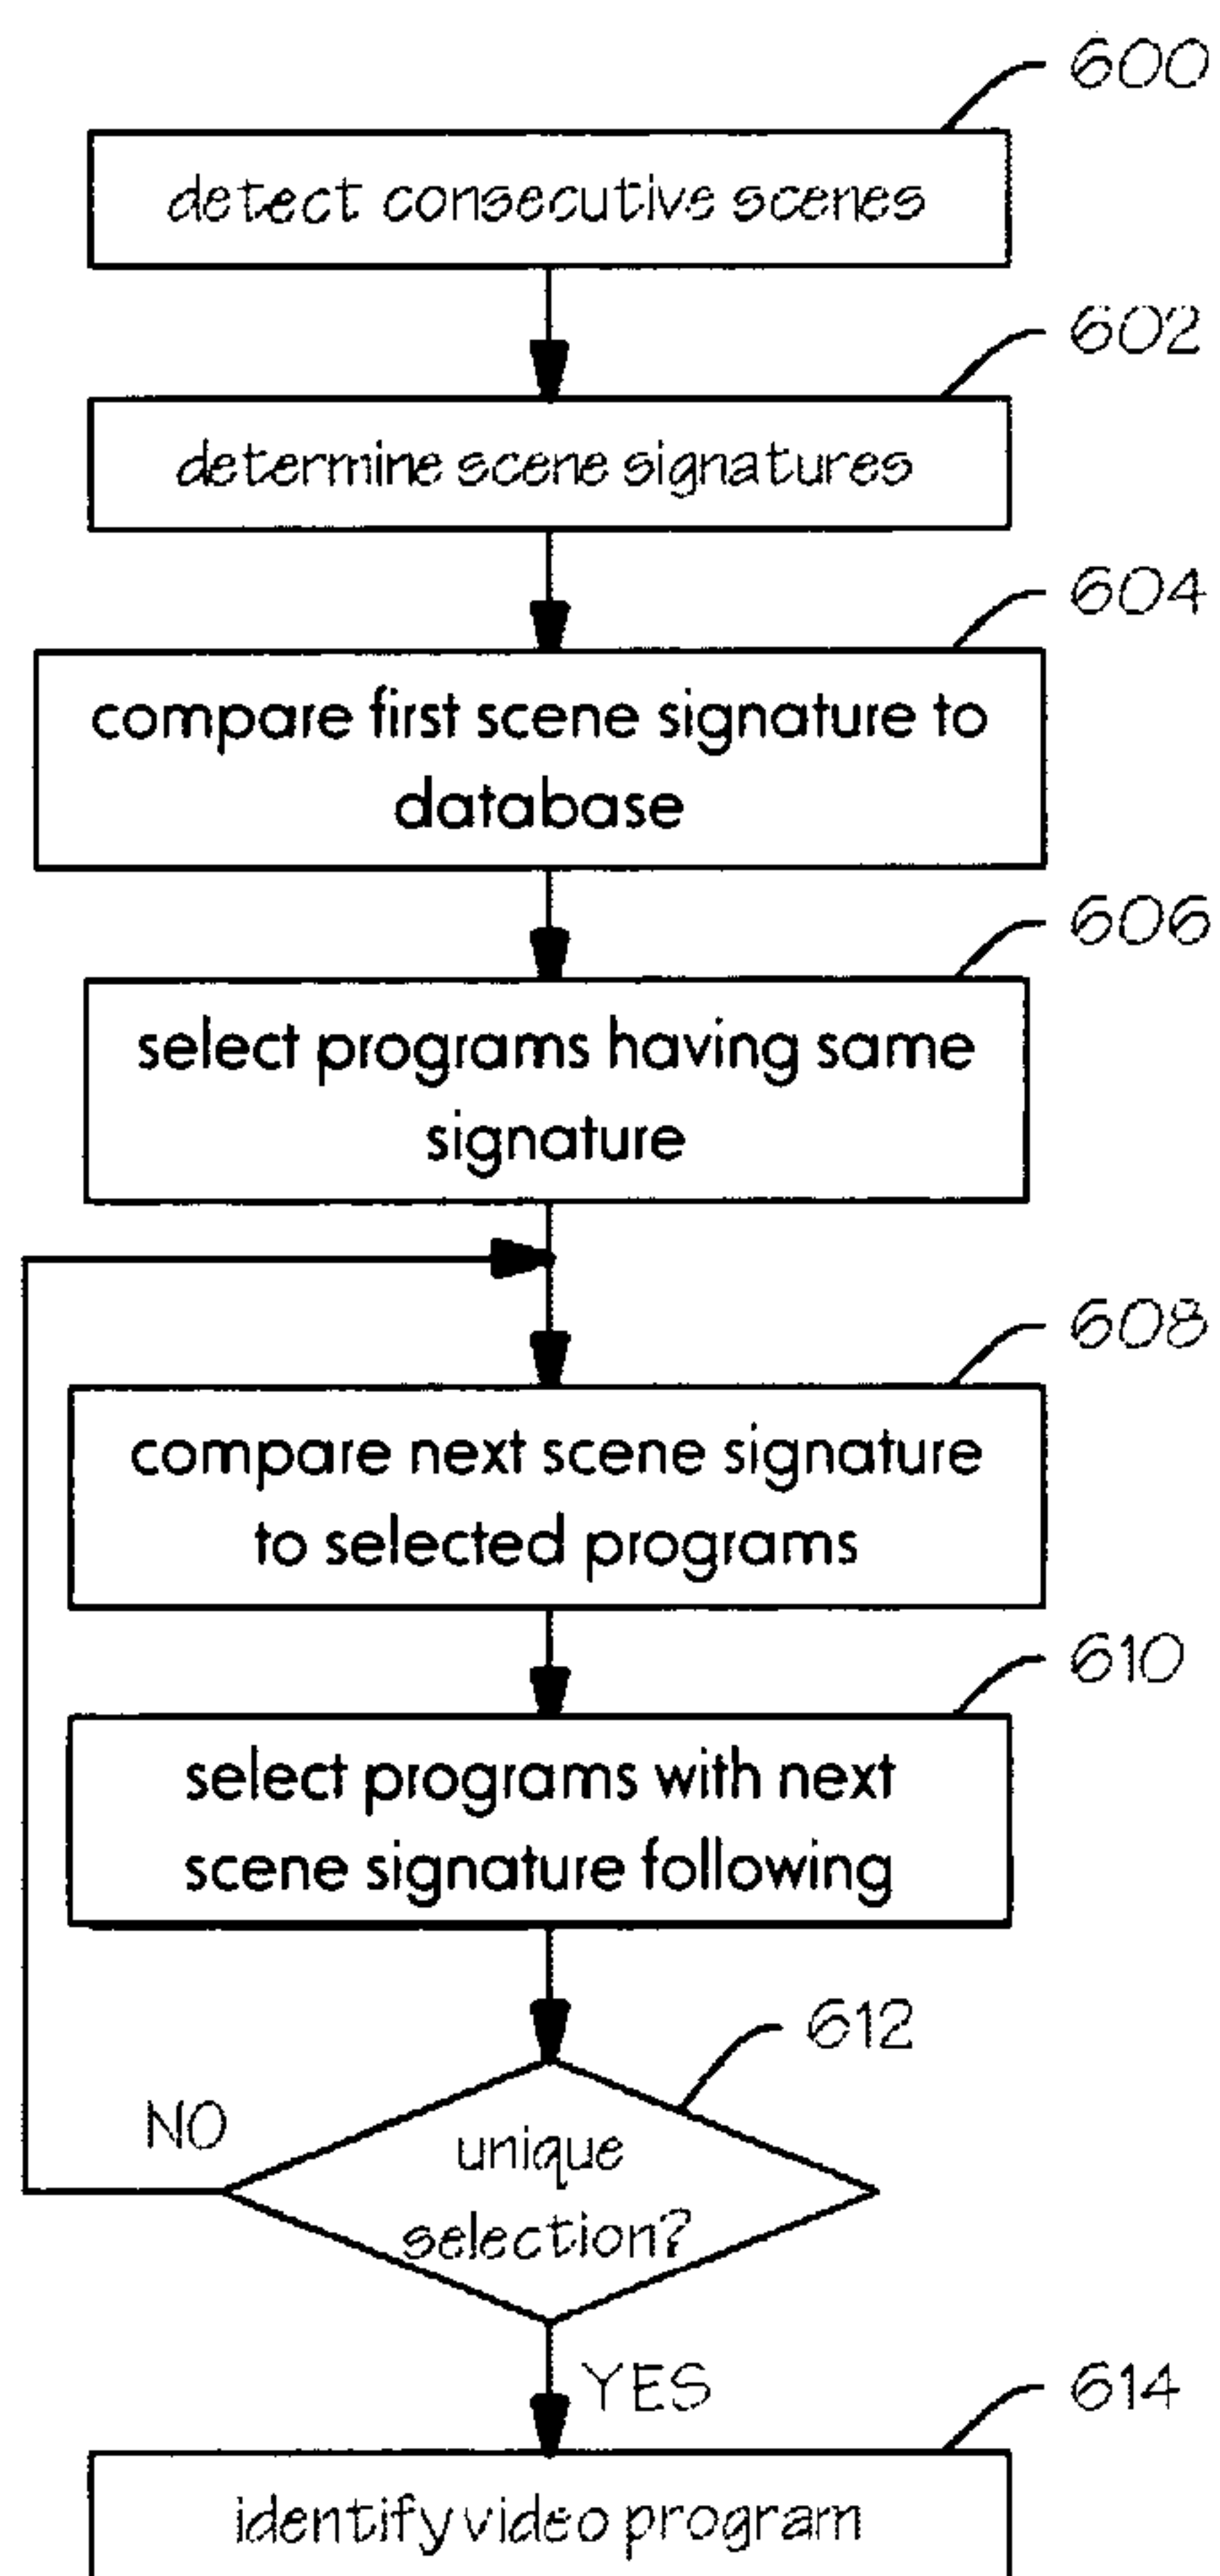 600
detect consecutive scenes
602
determine scene signatures
604
compare first scene signature to
database
606
select programs having same
signature
608
compare next scene signature
to selected programs
610
select programs with next
scene signature following
612
NO
unique
selection?
YES
614
identify video program